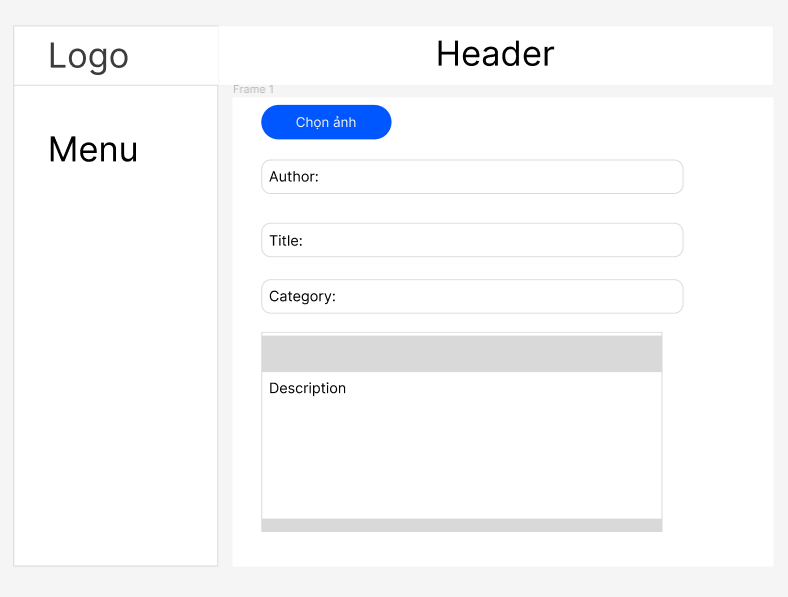 Logo
Header
Menu
Frame 1
Chọn ảnh
Author:
Title:
Category:
Description